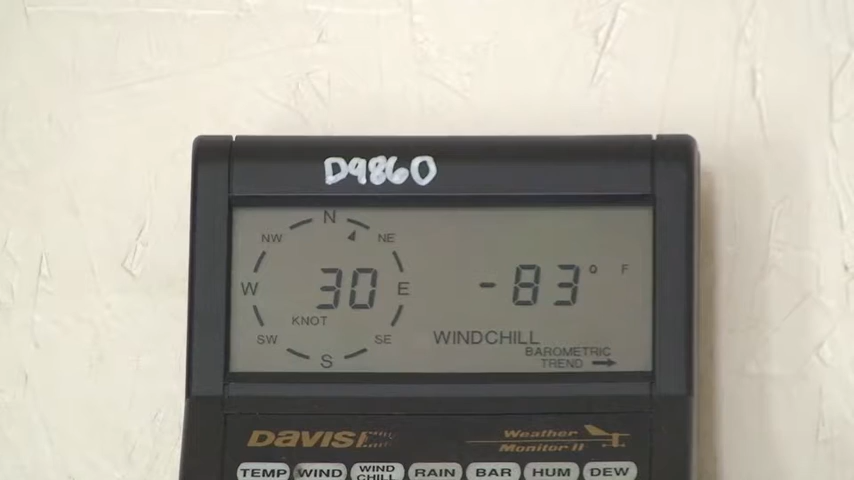 D9860
N
NW NE
W 30 E
KNOT
SW SE
S
-83° F
WINDCHILL
BAROMETRIC
TREND
DAVIS
Weather
Monitor II
TEMP WIND WIND CHILL RAIN BAR HUM DEW